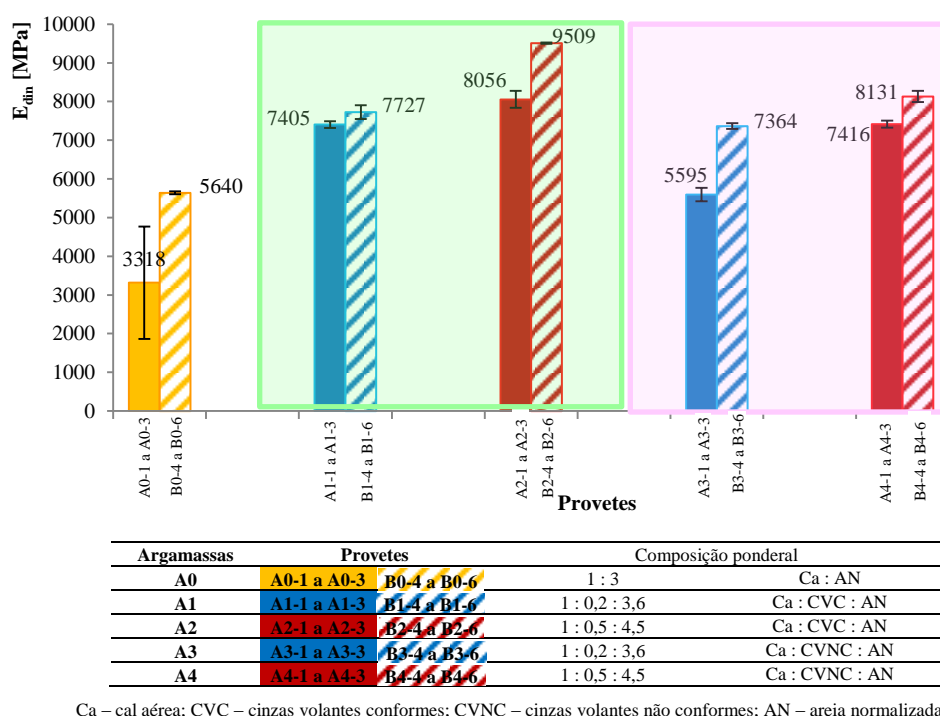 E din [MPa]
10000
9000
8000
7000
6000
5000
4000
3000
2000
1000
0
3318
5640
7405
7727
8056
9509
5595
7364
7416
8131
A0-1 a A0-3
B0-4 a B0-6
A1-1 a A1-3
B1-4 a B1-6
A2-1 a A2-3
B2-4 a B2-6
A3-1 a A3-3
B3-4 a B3-6
A4-1 a A4-3
B4-4 a B4-6
Provetes
Argamassas Provetes Composição ponderal
A0 A0-1 a A0-3 B0-4 a B0-6 1 : 3 Ca : AN
A1 A1-1 a A1-3 B1-4 a B1-6 1 : 0,2 : 3,6 Ca : CVC : AN
A2 A2-1 a A2-3 B2-4 a B2-6 1 : 0,5 : 4,5 Ca : CVC : AN
A3 A3-1 a A3-3 B3-4 a B3-6 1 : 0,2 : 3,6 Ca : CVNC : AN
A4 A4-1 a A4-3 B4-4 a B4-6 1 : 0,5 : 4,5 Ca : CVNC : AN
Ca – cal aérea; CVC – cinzas volantes conformes; CVNC – cinzas volantes não conformes; AN – areia normalizada